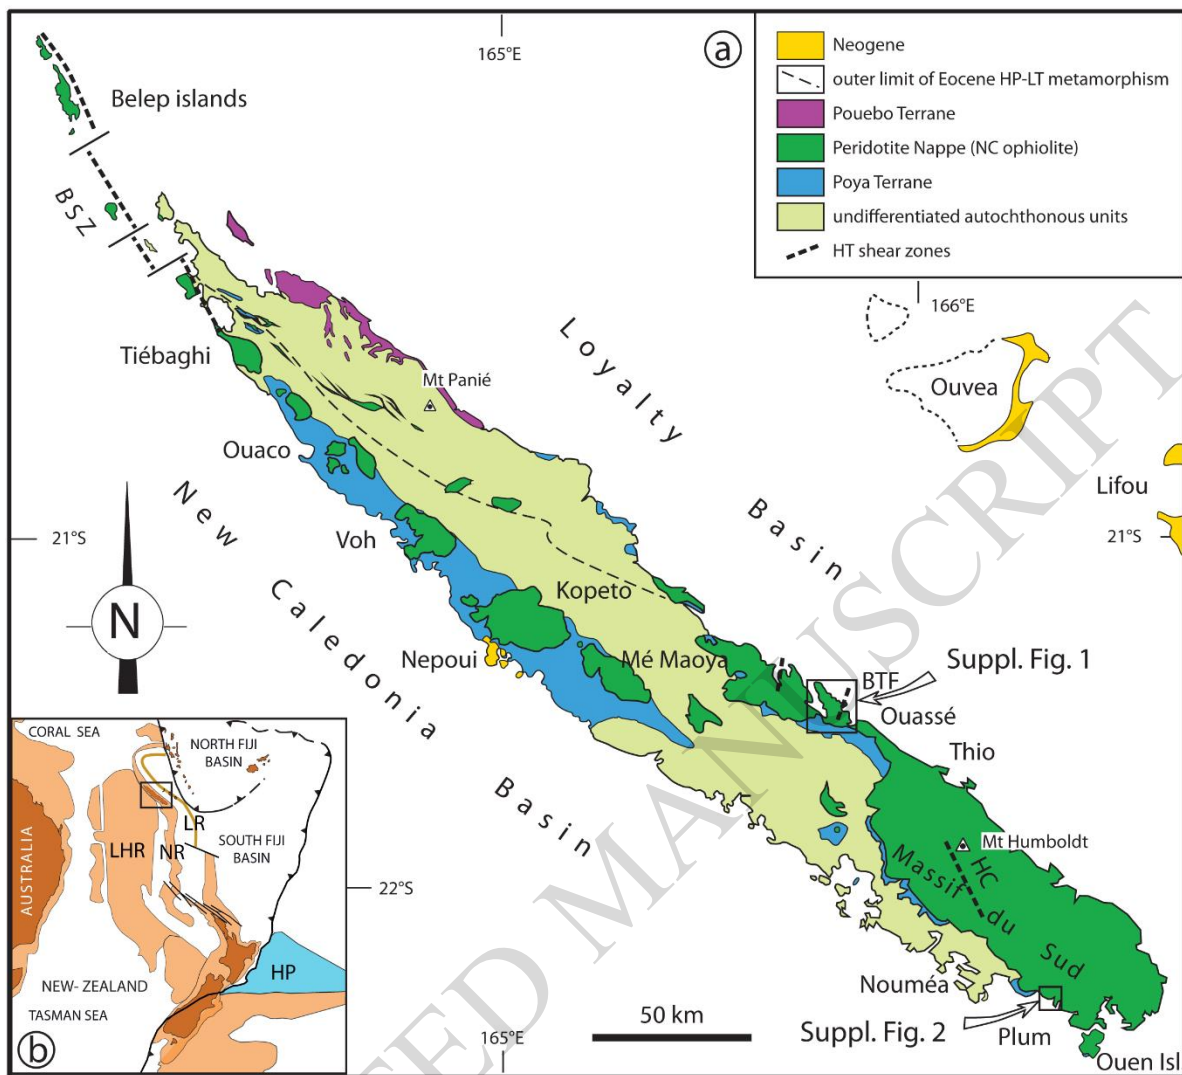 165°E
a
Neogene
outer limit of Eocene HP-LT metamorphism
Pouebo Terrane
Peridotite Nappe (NC ophiolite)
Poya Terrane
undifferentiated autochthonous units
HT shear zones
Belep islands
BSZ
166°E
Tiébaghi
Mt Panié
Loyalty Basin
Ouvea
Ouaco
Lifou
New Caledonia Basin
21°S
Voh
21°S
Kopeto
N
Nepoui
Mé Maoya
Suppl. Fig. 1
BTF
Ouassé
Thio
Mt Humboldt
HC
Massif du Sud
22°S
Nouméa
Suppl. Fig. 2
Plum
Ouen Isl
165°E
50 km
CORAL SEA
NORTH FIJI
BASIN
LR
SOUTH FIJI
BASIN
LHR
NR
AUSTRALIA
HP
NEW- ZEALAND
TASMAN SEA
b
TED MANUSCRIPT